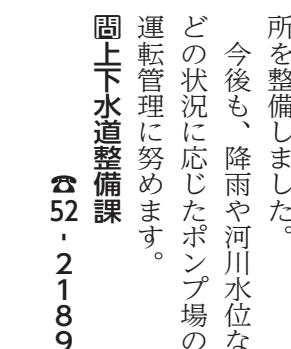 所を整備しました。
今後も、降雨や河川水位な
どの状況に応じたポンプ場の
運転管理に努めます。
問上下水道整備課
☎52-2189